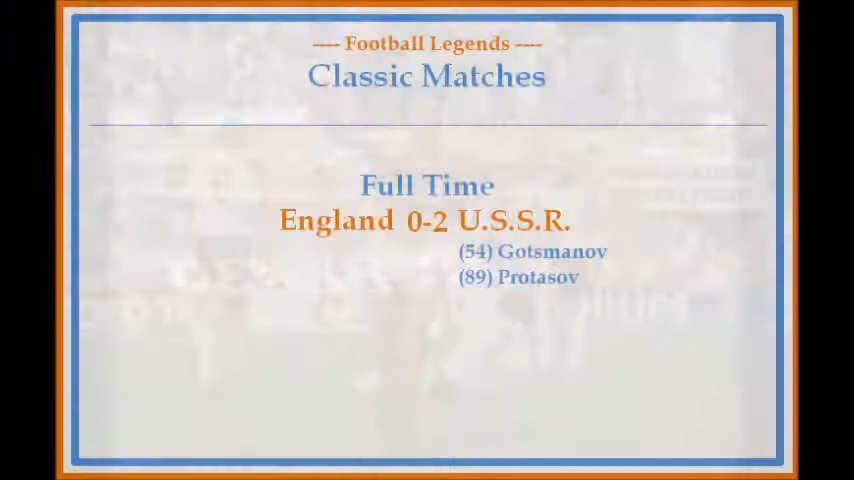 ---- Football Legends ----
Classic Matches
Full Time
England 0-2 U.S.S.R.
(54) Gotsmanov
(89) Protasov